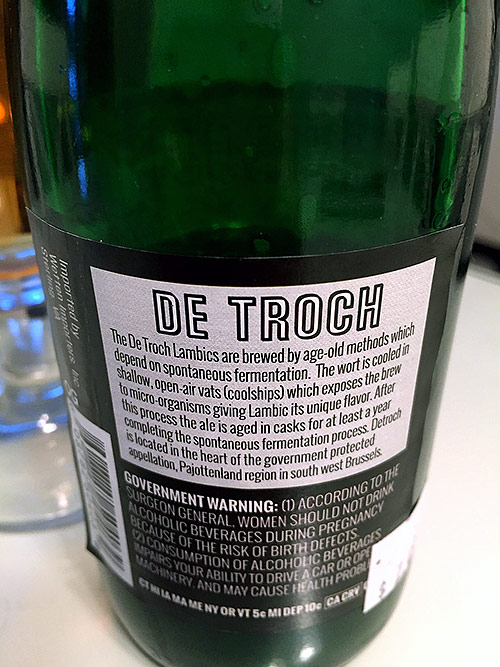 DE TROCH
The De Troch Lambics are brewed by age-old methods which
depend on spontaneous fermentation. The wort is cooled in
shallow, open-air vats (coolships) which exposes the brew
to micro-organisms giving Lambic its unique flavor. After
this process the ale is aged in casks for at least a year
completing the spontaneous fermentation process. Detroch
is located in the heart of the government protected
appellation, Pajottenland region in south west Brussels.
GOVERNMENT WARNING: (1) ACCORDING TO THE
SURGEON GENERAL, WOMEN SHOULD NOT DRINK
ALCOHOLIC BEVERAGES DURING PREGNANCY
BECAUSE OF THE RISK OF BIRTH DEFECTS.
(2) CONSUMPTION OF ALCOHOLIC BEVERAGES
IMPAIRS YOUR ABILITY TO DRIVE A CAR OR OPE
MACHINERY, AND MAY CAUSE HEALTH PROBL
CT HI IA MA ME NY OR VT 5¢ MI DEP 10¢ CA CRV
Imported by